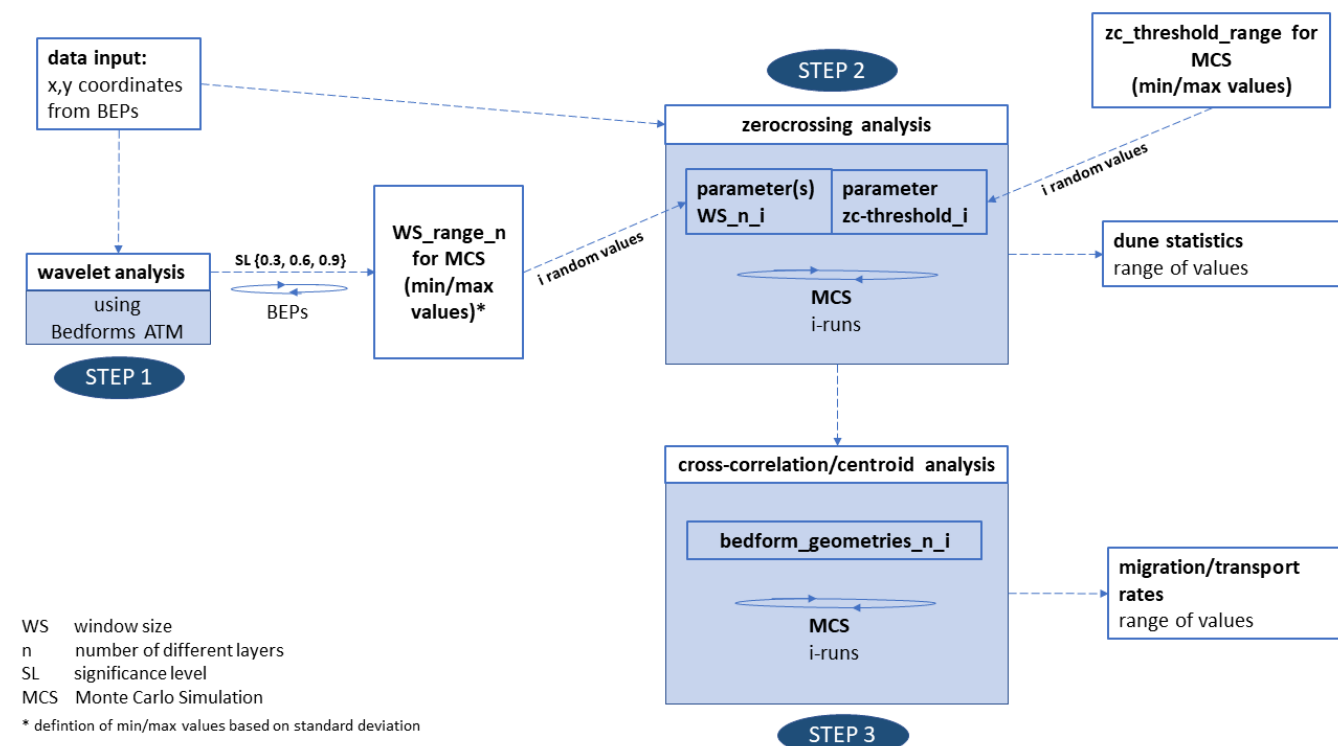 data input:
x,y coordinates
from BEPs
STEP 2
zc_threshold_range for
MCS
(min/max values)
zerocrossing analysis
i random values
parameter(s)
WS_n_i
parameter
zc-threshold_i
WS_range_n
for MCS
(min/max
values)*
i random values
dune statistics
range of values
wavelet analysis
using
Bedforms ATM
SL {0.3, 0.6, 0.9}
BEPs
MCS
i-runs
STEP 1
cross-correlation/centroid analysis
bedform_geometries_n_i
migration/transport
rates
range of values
MCS
i-runs
WS window size
n number of different layers
SL significance level
MCS Monte Carlo Simulation
* defintion of min/max values based on standard deviation
STEP 3